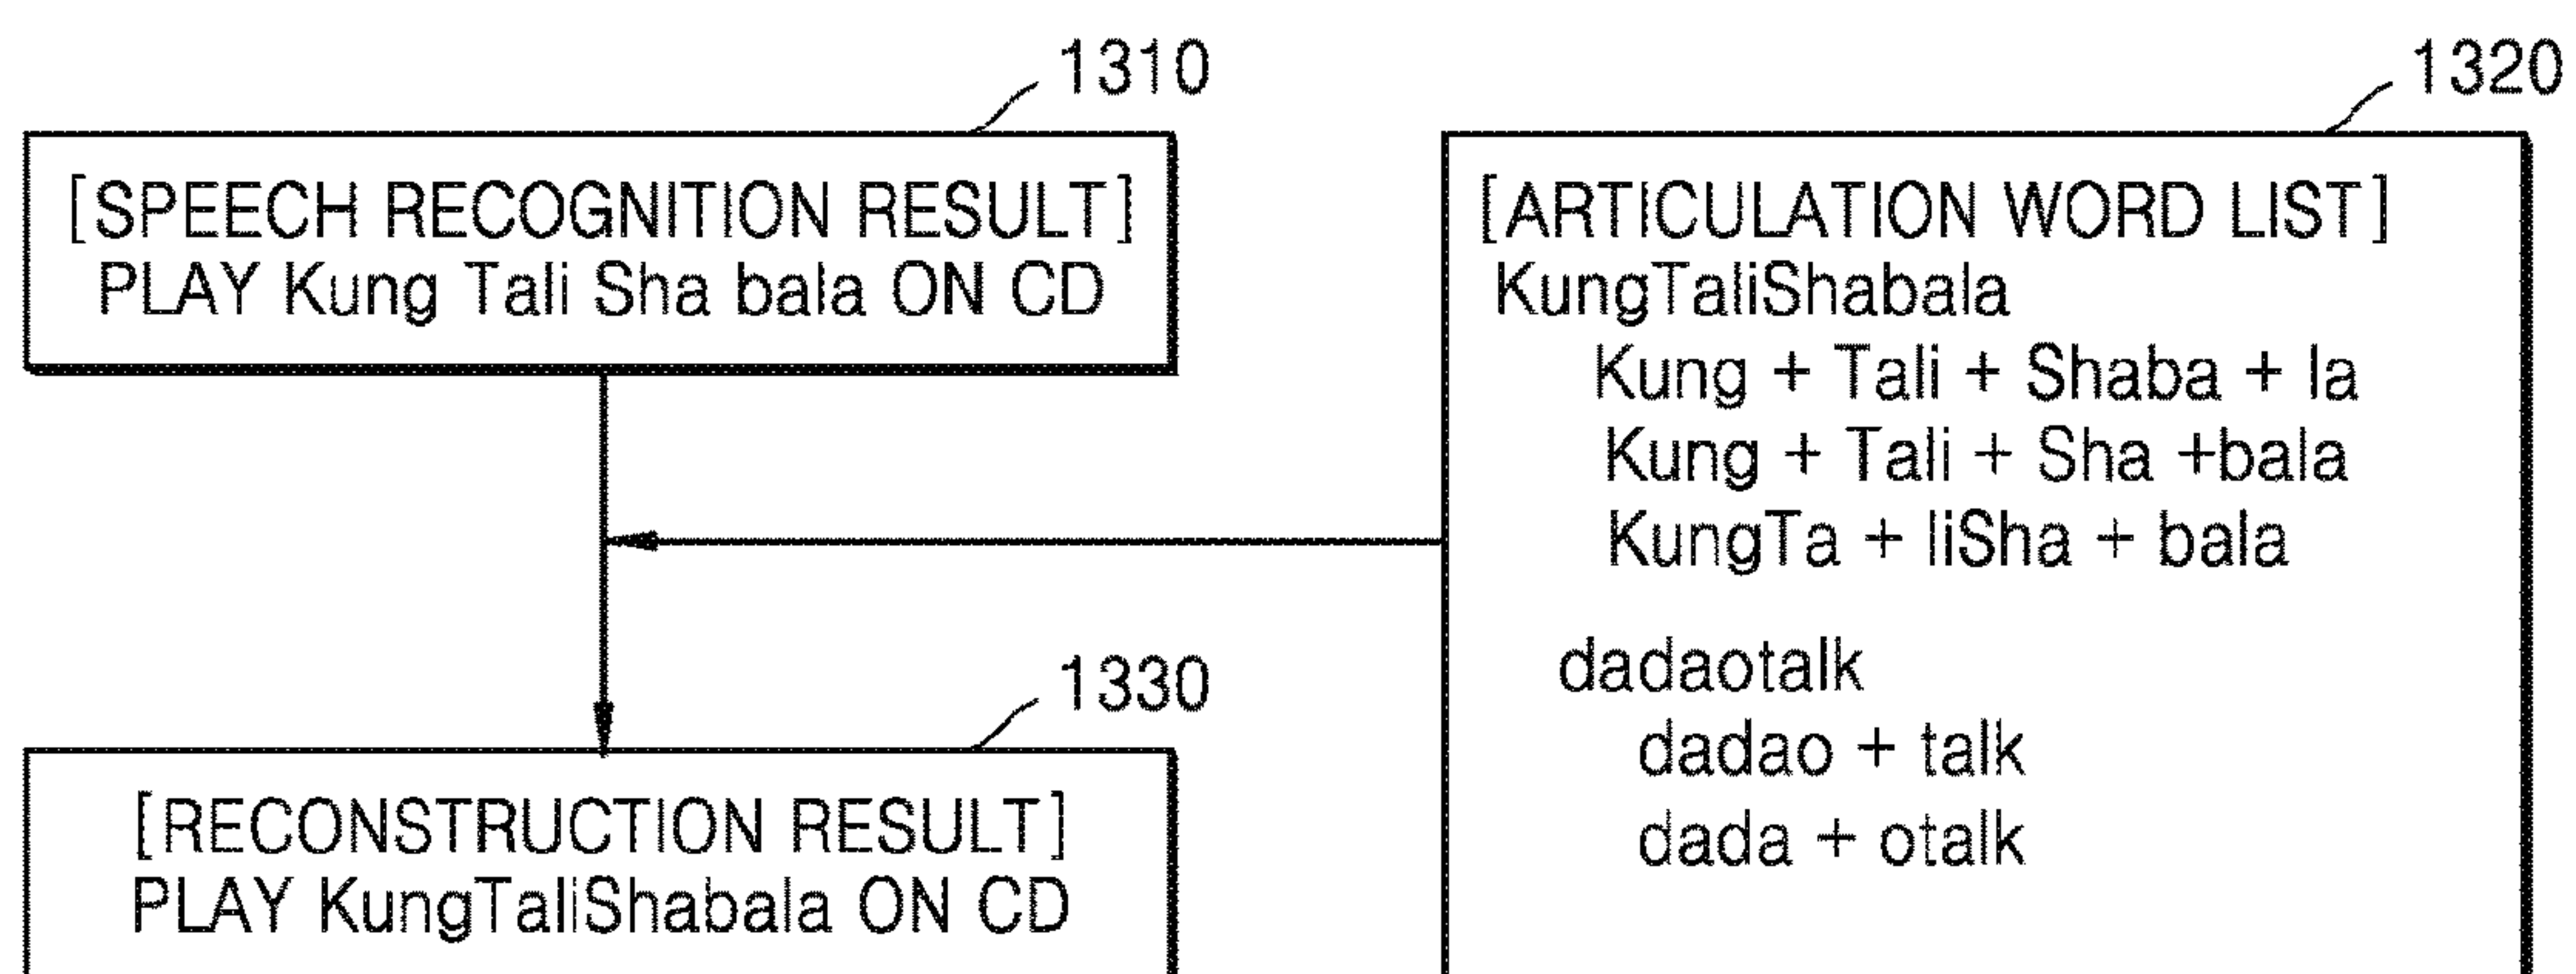 1310
[SPEECH RECOGNITION RESULT]
PLAY Kung Tali Sha bala ON CD
1320
[ARTICULATION WORD LIST]
KungTaliShabala
Kung + Tali + Shaba + la
Kung + Tali + Sha +bala
KungTa + liSha + bala
dadaotalk
dadao + talk
dada + otalk
1330
[RECONSTRUCTION RESULT]
PLAY KungTaliShabala ON CD